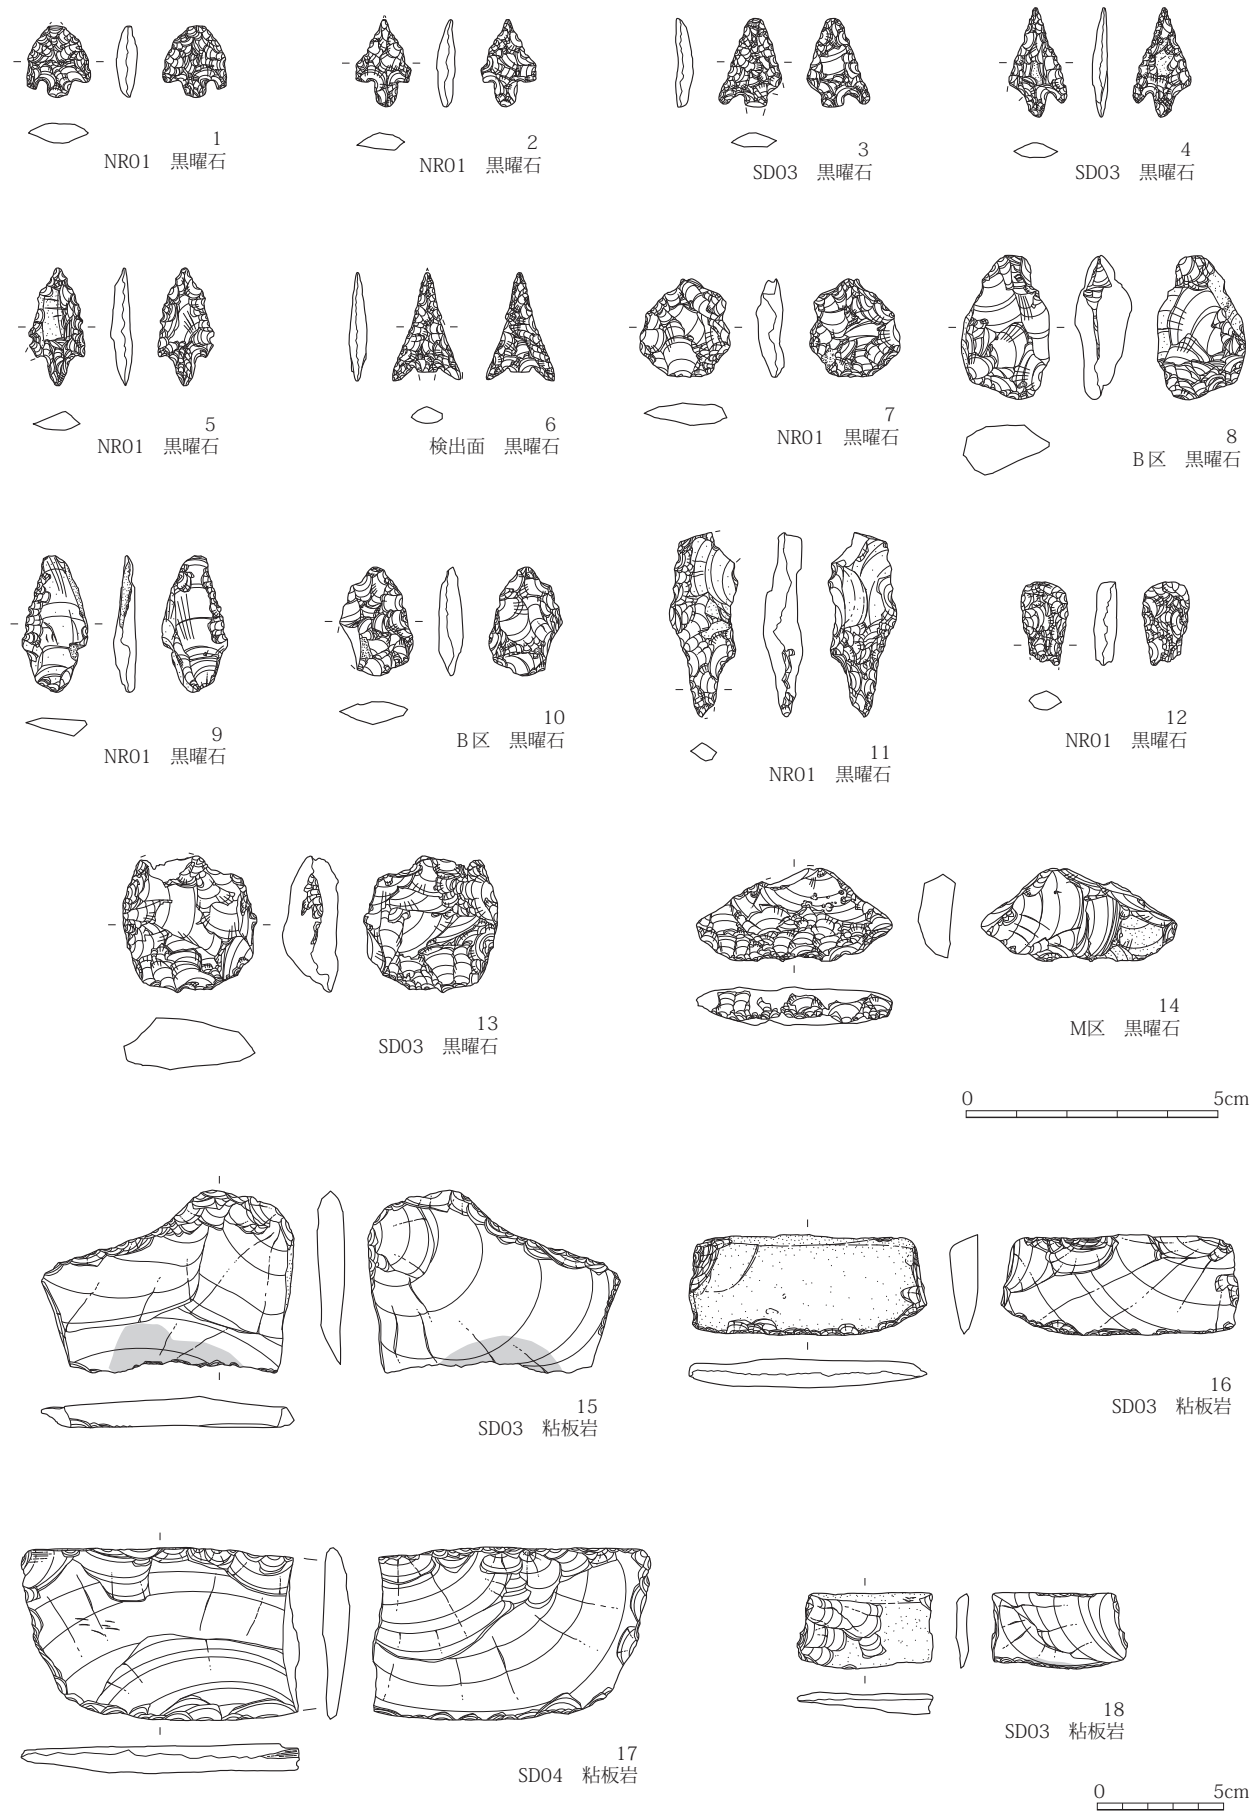 1
NR01 黒曜石
2
NR01 黒曜石
3
SD03 黒曜石
4
SD03 黒曜石
5
NR01 黒曜石
6
検出面 黒曜石
7
NR01 黒曜石
8
B区 黒曜石
9
NR01 黒曜石
10
B区 黒曜石
11
NR01 黒曜石
12
NR01 黒曜石
13
SD03 黒曜石
14
M区 黒曜石
0 5cm
15
SD03 粘板岩
16
SD03 粘板岩
17
SD04 粘板岩
18
SD03 粘板岩
0 5cm